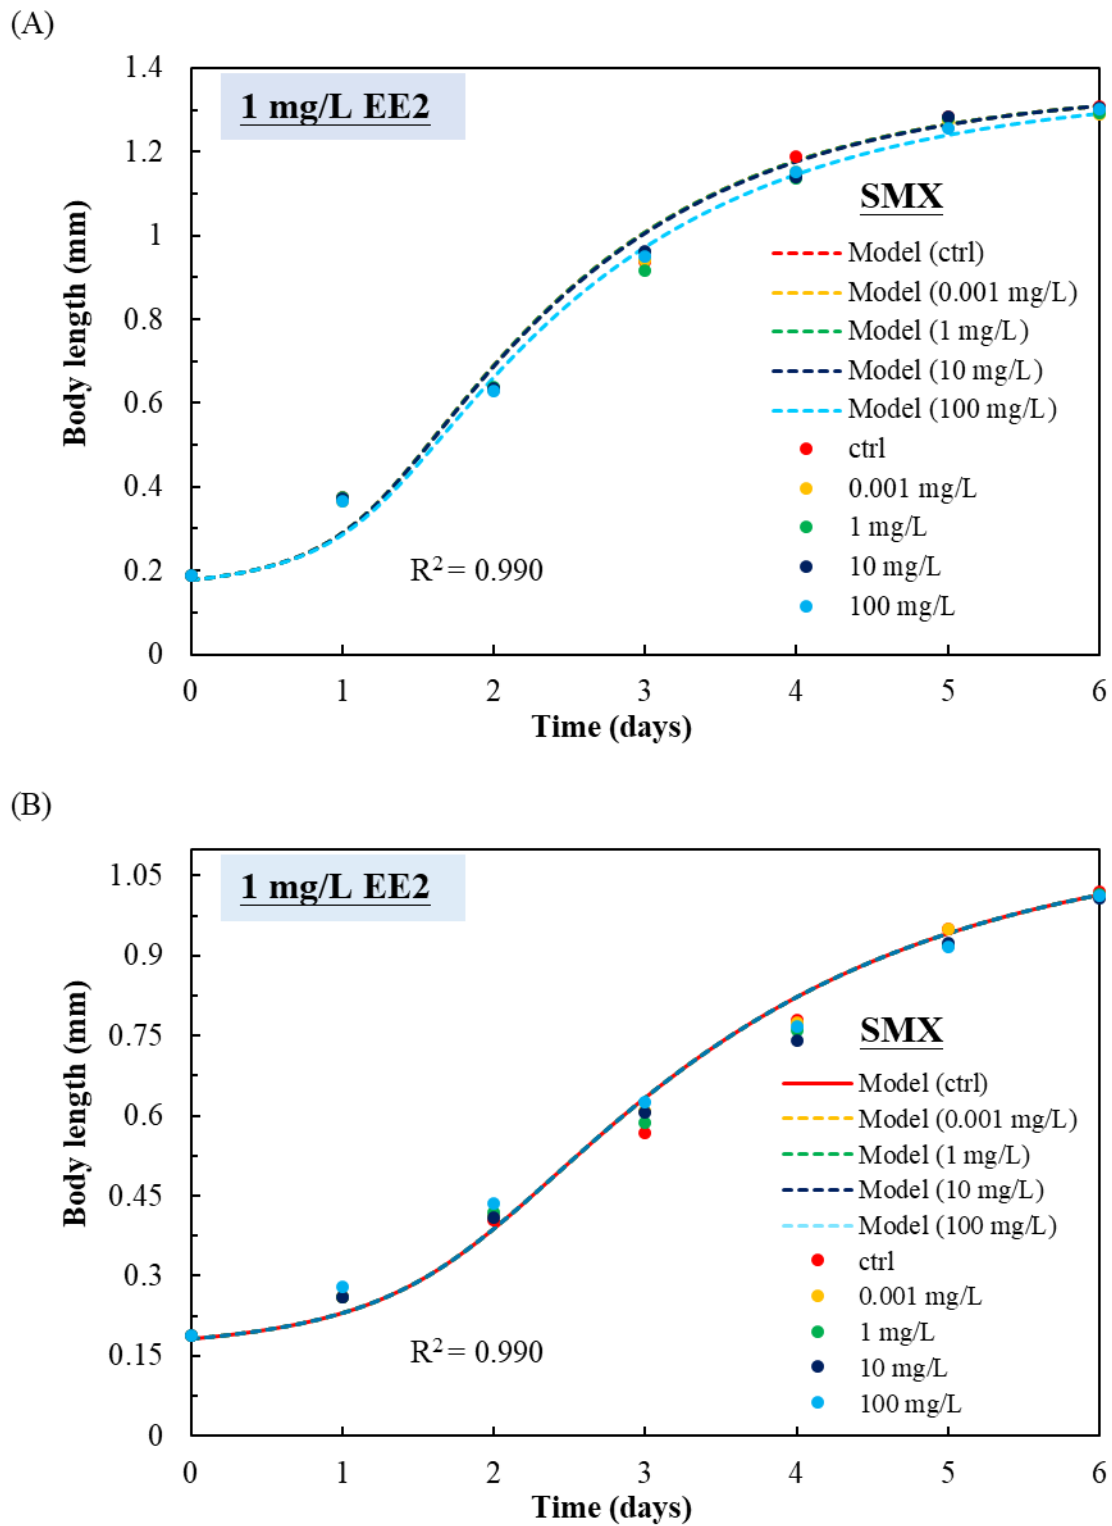 (A)
1 mg/L EE2
Body length (mm)
1.4
1.2
1
0.8
0.6
0.4
0.2
0
SMX
Model (ctrl)
Model (0.001 mg/L)
Model (1 mg/L)
Model (10 mg/L)
Model (100 mg/L)
ctrl
0.001 mg/L
1 mg/L
10 mg/L
100 mg/L
R² = 0.990
0 1 2 3 4 5 6
Time (days)
(B)
1 mg/L EE2
Body length (mm)
1.05
0.9
0.75
0.6
0.45
0.3
0.15
0
SMX
Model (ctrl)
Model (0.001 mg/L)
Model (1 mg/L)
Model (10 mg/L)
Model (100 mg/L)
ctrl
0.001 mg/L
1 mg/L
10 mg/L
100 mg/L
R² = 0.990
0 1 2 3 4 5 6
Time (days)